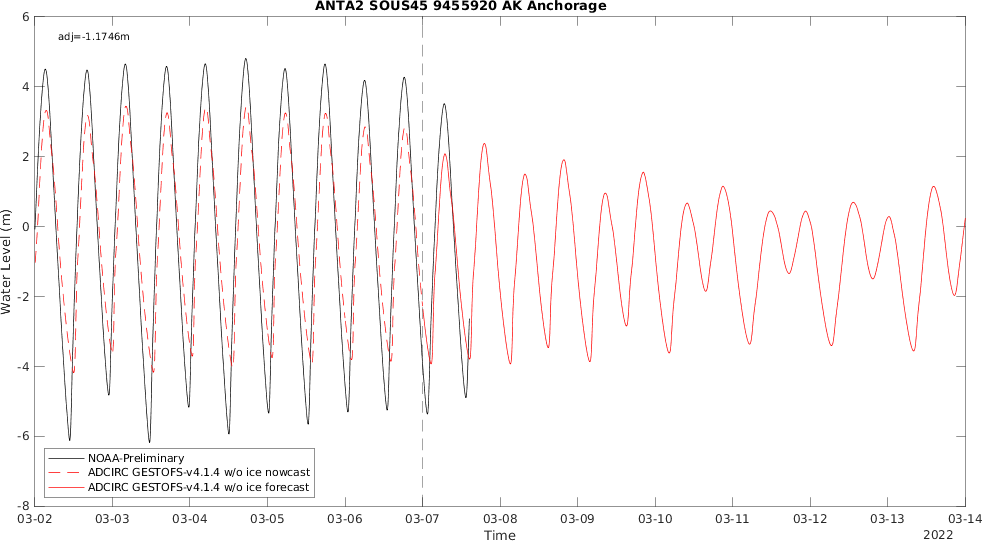 ANTA2 SOUS45 9455920 AK Anchorage
adj=-1.1746m
6
4
2
0
-2
-4
-6
-8
Water Level (m)
NOAA-Preliminary
ADCIRC GESTOFS-v4.1.4 w/o ice nowcast
ADCIRC GESTOFS-v4.1.4 w/o ice forecast
03-02 03-03 03-04 03-05 03-06 03-07 03-08 03-09 03-10 03-11 03-12 03-13 03-14
Time
2022